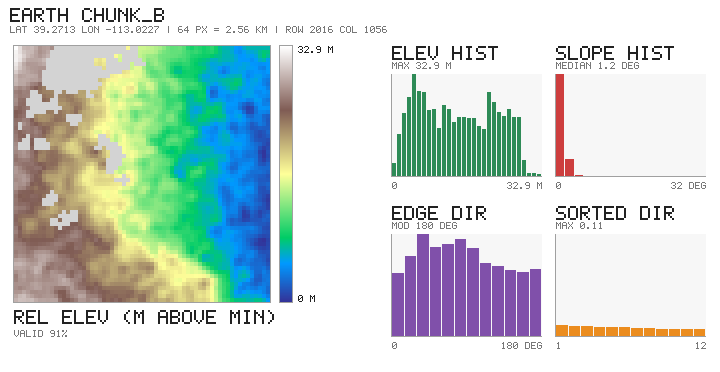 EARTH CHUNK_B
LAT 39.2713 LON -113.0227 | 64 PX = 2.56 KM | ROW 2016 COL 1056
32.9 M
0 M
REL ELEV (M ABOVE MIN)
VALID 91%
ELEV HIST
MAX 32.9 M
0 32.9 M
SLOPE HIST
MEDIAN 1.2 DEG
0 32 DEG
EDGE DIR
MOD 180 DEG
0 180 DEG
SORTED DIR
MAX 0.11
1 12